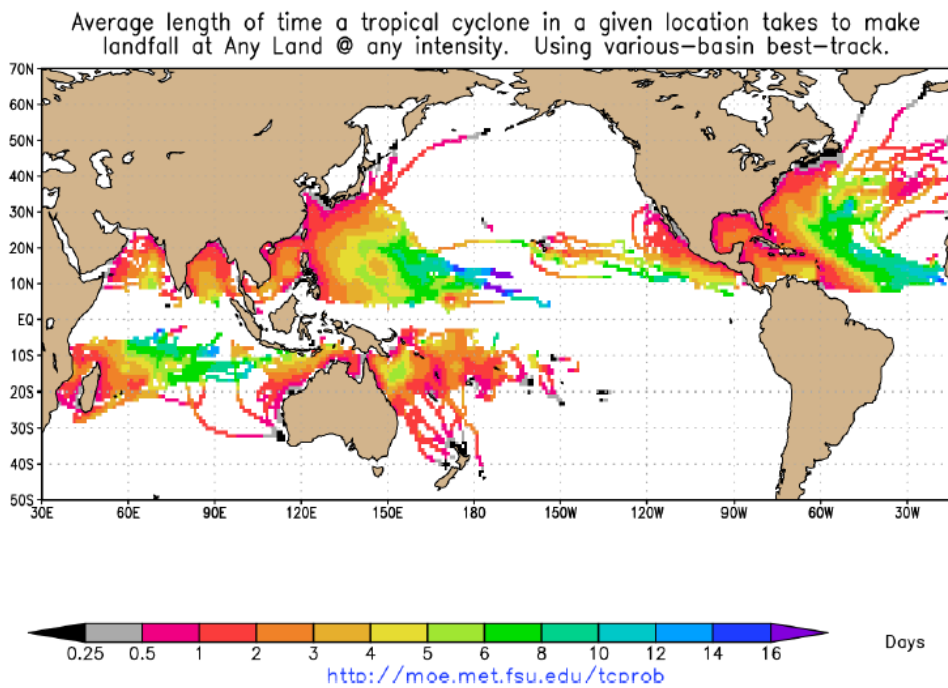 Average length of time a tropical cyclone in a given location takes to make
landfall at Any Land @ any intensity.  Using various-basin best-track.
70N
60N
50N
40N
30N
20N
10N
EQ
10S
20S
30S
40S
50S
30E 60E 90E 120E 150E 180 150W 120W 90W 60W 30W
0.25 0.5 1 2 3 4 5 6 8 10 12 14 16 Days
http://moe.met.fsu.edu/tcprob